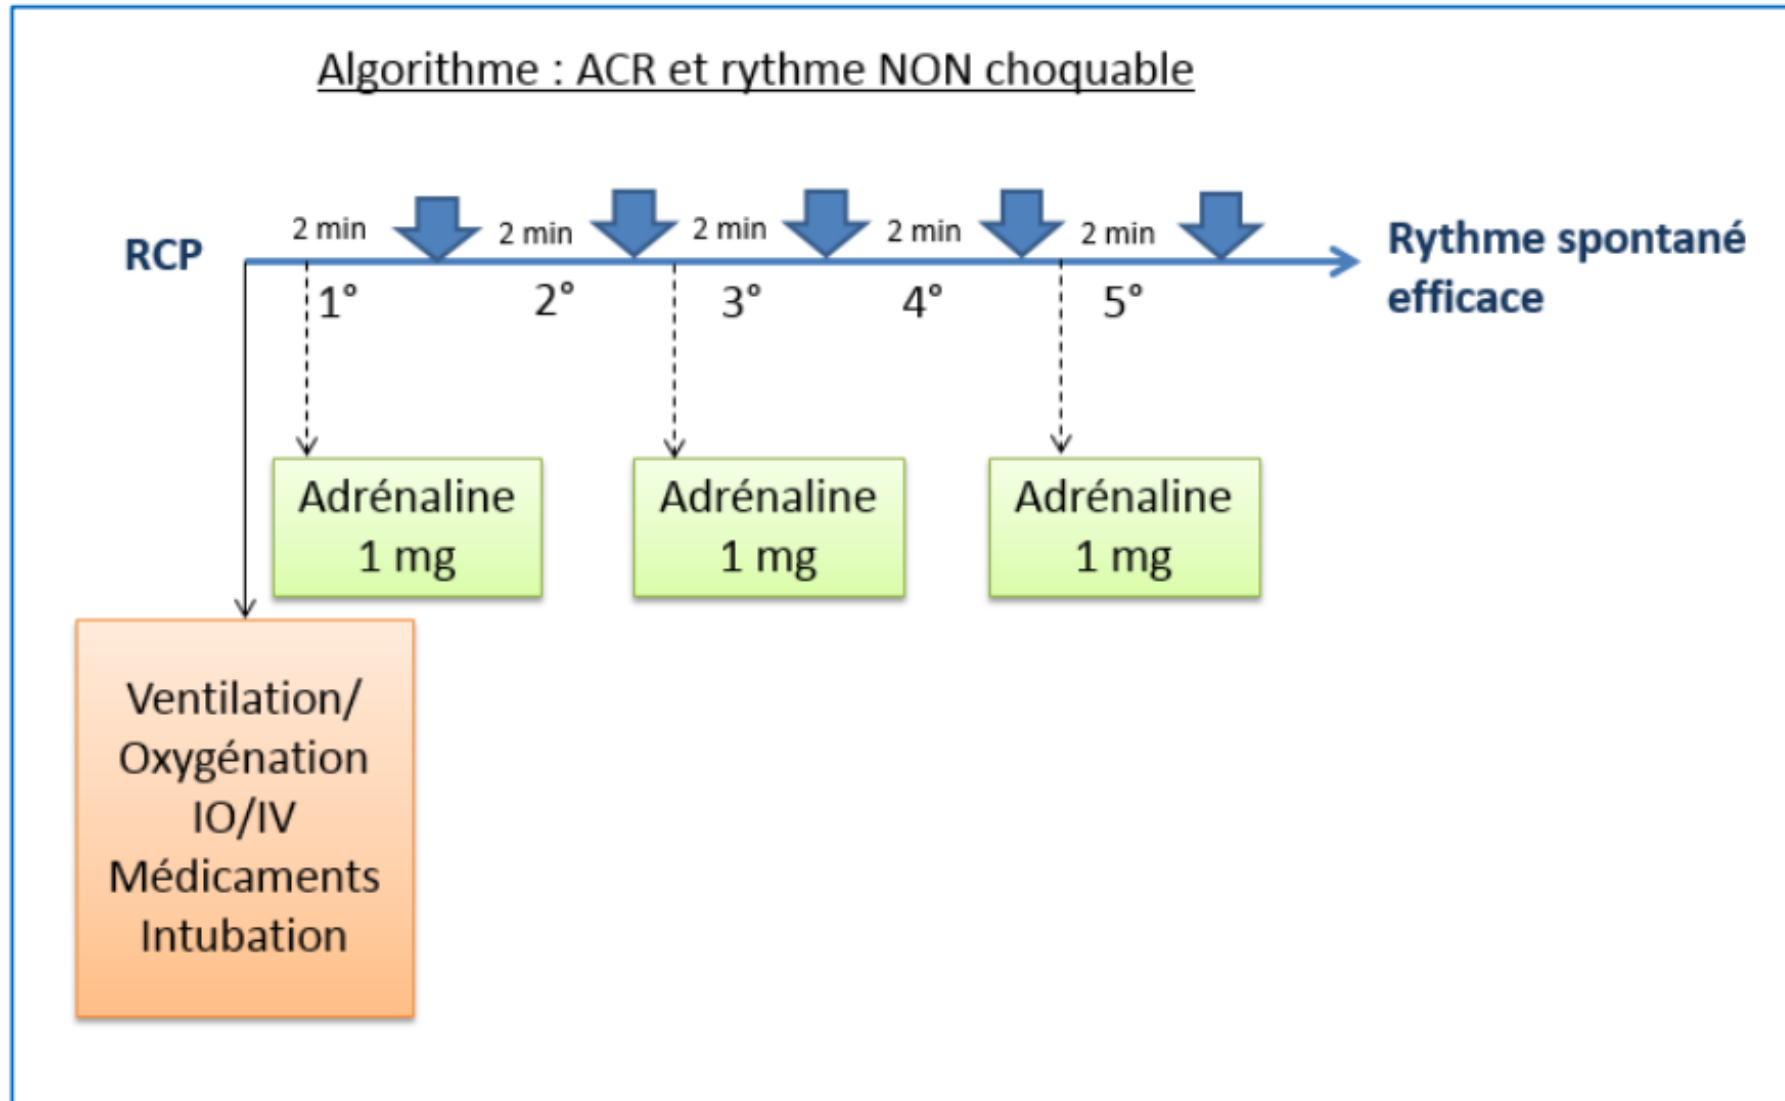 Algorithme : ACR et rythme NON choquable
2 min
2 min
2 min
2 min
2 min
RCP
Rythme spontané
efficace
1°
2°
3°
4°
5°
Adrénaline
1 mg
Adrénaline
1 mg
Adrénaline
1 mg
Ventilation/
Oxygénation
IO/IV
Médicaments
Intubation